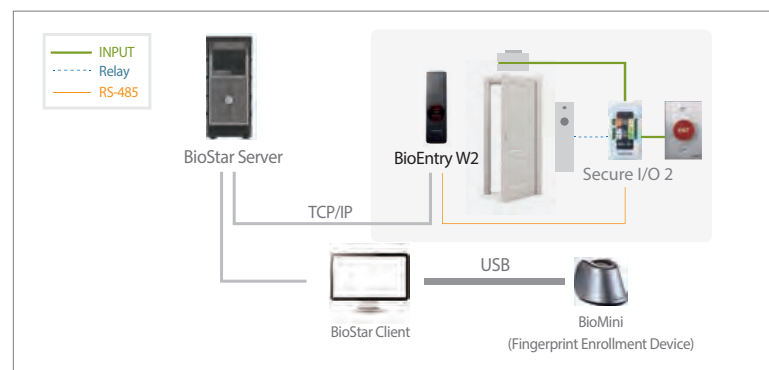 INPUT
Relay
RS-485
BioStar Server
BioEntry W2
EXIT
Secure I/O 2
TCP/IP
USB
BioStar Client
BioMini
(Fingerprint Enrollment Device)